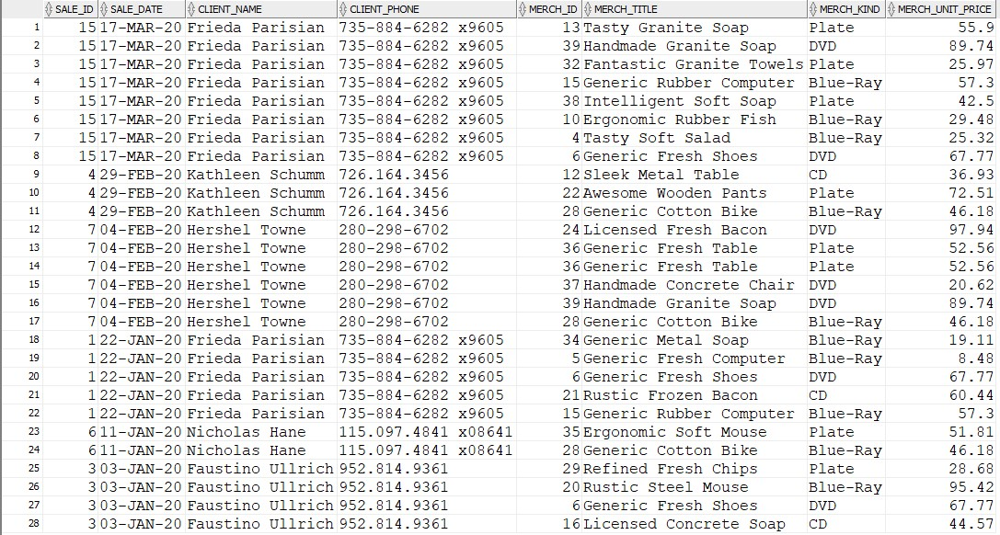 SALE_ID SALE_DATE CLIENT_NAME CLIENT_PHONE MERCH_ID MERCH_TITLE MERCH_KIND MERCH_UNIT_PRICE
1 15 17-MAR-20 Frieda Parisian 735-884-6282 x9605 13 Tasty Granite Soap Plate 55.9
2 15 17-MAR-20 Frieda Parisian 735-884-6282 x9605 39 Handmade Granite Soap DVD 89.74
3 15 17-MAR-20 Frieda Parisian 735-884-6282 x9605 32 Fantastic Granite Towels Plate 25.97
4 15 17-MAR-20 Frieda Parisian 735-884-6282 x9605 15 Generic Rubber Computer Blue-Ray 57.3
5 15 17-MAR-20 Frieda Parisian 735-884-6282 x9605 38 Intelligent Soft Soap Plate 42.5
6 15 17-MAR-20 Frieda Parisian 735-884-6282 x9605 10 Ergonomic Rubber Fish Blue-Ray 29.48
7 15 17-MAR-20 Frieda Parisian 735-884-6282 x9605 4 Tasty Soft Salad Blue-Ray 25.32
8 15 17-MAR-20 Frieda Parisian 735-884-6282 x9605 6 Generic Fresh Shoes DVD 67.77
9 4 29-FEB-20 Kathleen Schumm 726.164.3456 12 Sleek Metal Table CD 36.93
10 4 29-FEB-20 Kathleen Schumm 726.164.3456 22 Awesome Wooden Pants Plate 72.51
11 4 29-FEB-20 Kathleen Schumm 726.164.3456 28 Generic Cotton Bike Blue-Ray 46.18
12 7 04-FEB-20 Hershel Towne 280-298-6702 24 Licensed Fresh Bacon DVD 97.94
13 7 04-FEB-20 Hershel Towne 280-298-6702 36 Generic Fresh Table Plate 52.56
14 7 04-FEB-20 Hershel Towne 280-298-6702 36 Generic Fresh Table Plate 52.56
15 7 04-FEB-20 Hershel Towne 280-298-6702 37 Handmade Concrete Chair DVD 20.62
16 7 04-FEB-20 Hershel Towne 280-298-6702 39 Handmade Granite Soap DVD 89.74
17 7 04-FEB-20 Hershel Towne 280-298-6702 28 Generic Cotton Bike Blue-Ray 46.18
18 1 22-JAN-20 Frieda Parisian 735-884-6282 x9605 34 Generic Metal Soap Blue-Ray 19.11
19 1 22-JAN-20 Frieda Parisian 735-884-6282 x9605 5 Generic Fresh Computer Blue-Ray 8.48
20 1 22-JAN-20 Frieda Parisian 735-884-6282 x9605 6 Generic Fresh Shoes DVD 67.77
21 1 22-JAN-20 Frieda Parisian 735-884-6282 x9605 21 Rustic Frozen Bacon CD 60.44
22 1 22-JAN-20 Frieda Parisian 735-884-6282 x9605 15 Generic Rubber Computer Blue-Ray 57.3
23 6 11-JAN-20 Nicholas Hane 115.097.4841 x08641 35 Ergonomic Soft Mouse Plate 51.81
24 6 11-JAN-20 Nicholas Hane 115.097.4841 x08641 28 Generic Cotton Bike Blue-Ray 46.18
25 3 03-JAN-20 Faustino Ullrich 952.814.9361 29 Refined Fresh Chips Plate 28.68
26 3 03-JAN-20 Faustino Ullrich 952.814.9361 20 Rustic Steel Mouse Blue-Ray 95.42
27 3 03-JAN-20 Faustino Ullrich 952.814.9361 6 Generic Fresh Shoes DVD 67.77
28 3 03-JAN-20 Faustino Ullrich 952.814.9361 16 Licensed Concrete Soap CD 44.57